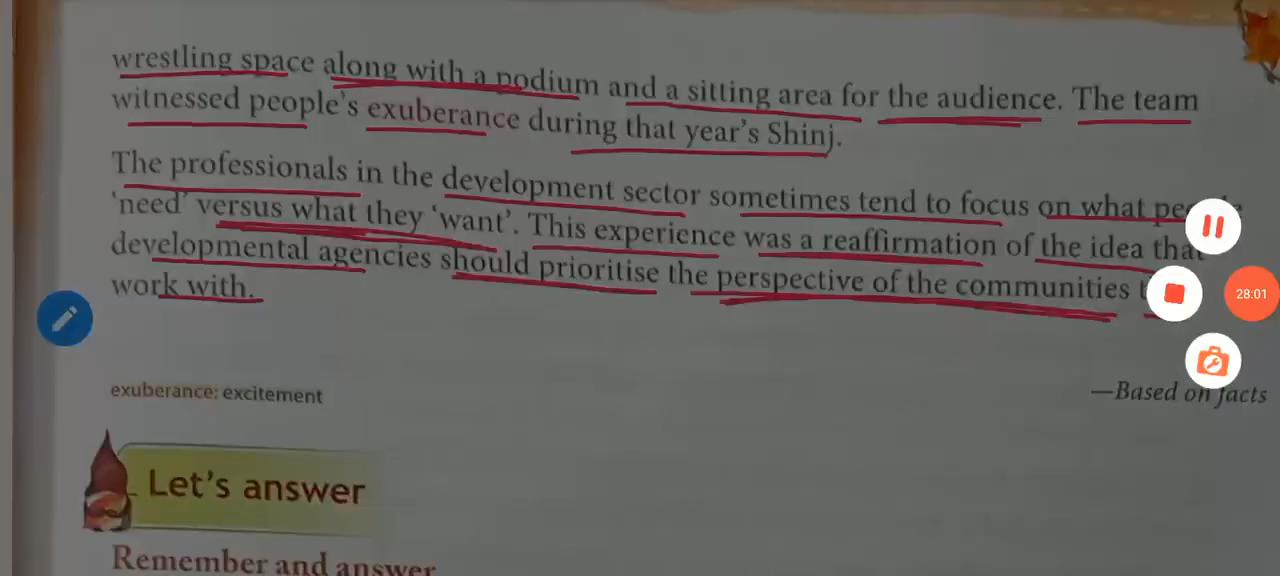 wrestling space along with a podium and a sitting area for the audience. The team
witnessed people's exuberance during that year's Shinj.
The professionals in the development sector sometimes tend to focus on what
'need' versus what they 'want'. This experience was a reaffirmation of the idea that
developmental agencies should prioritise the perspective of the communities
work with.
28:01
exuberance: excitement
—Based on facts
Let's answer
Remember and answer